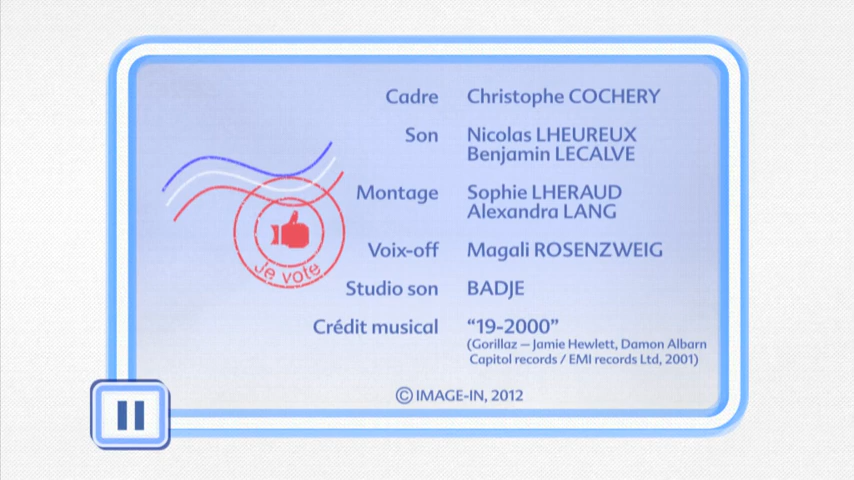 Cadre Christophe COCHERY
Son Nicolas LHEUREUX
Benjamin LECALVE
Montage Sophie LHERAUD
Alexandra LANG
Je vote
Voix-off Magali ROSENZWEIG
Studio son BADJE
Crédit musical “19-2000”
(Gorillaz – Jamie Hewlett, Damon Albarn
Capitol records / EMI records Ltd, 2001)
© IMAGE-IN, 2012